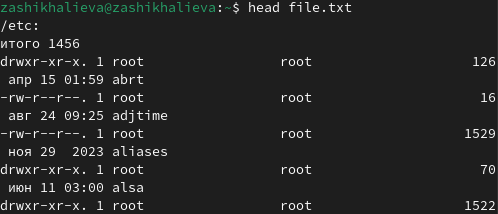 zashikhalieva@zashikhalieva:~$ head file.txt
/etc:
итого 1456
drwxr-xr-x. 1 root root 126
апр 15 01:59 abrt
-rw-r--r--. 1 root root 16
авг 24 09:25 adjtime
-rw-r--r--. 1 root root 1529
ноя 29 2023 aliases
drwxr-xr-x. 1 root root 70
июн 11 03:00 alsa
drwxr-xr-x. 1 root root 1522